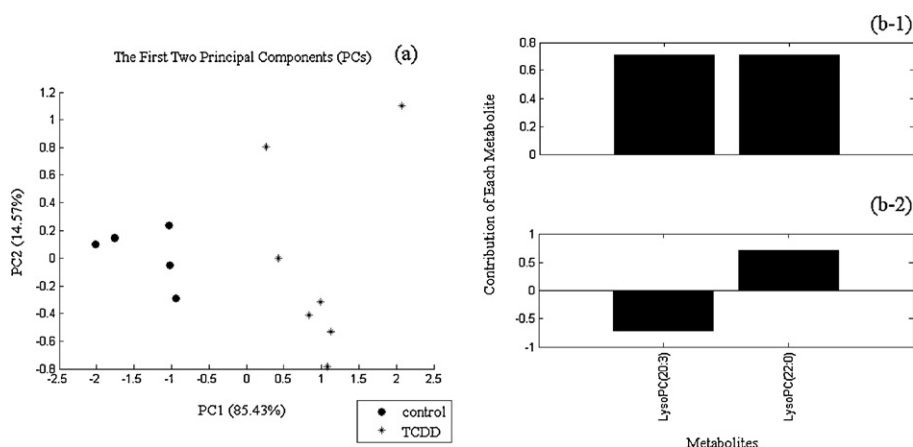 The First Two Principal Components (PCs)
(a)
1.2
1
0.8
0.6
0.4
0.2
0
-0.2
-0.4
-0.6
-0.8
PC2 (14.57%)
-2.5
-2
-1.5
-1
-0.5
0
0.5
1
1.5
2
2.5
PC1 (85.43%)
control
TCDD
(b-1)
0.8
0.6
0.4
0.2
0
Contribution of Each Metabolite
(b-2)
1
0.5
0
-0.5
-1
LysoPC(20:3)
LysoPC(22:0)
Metabolites